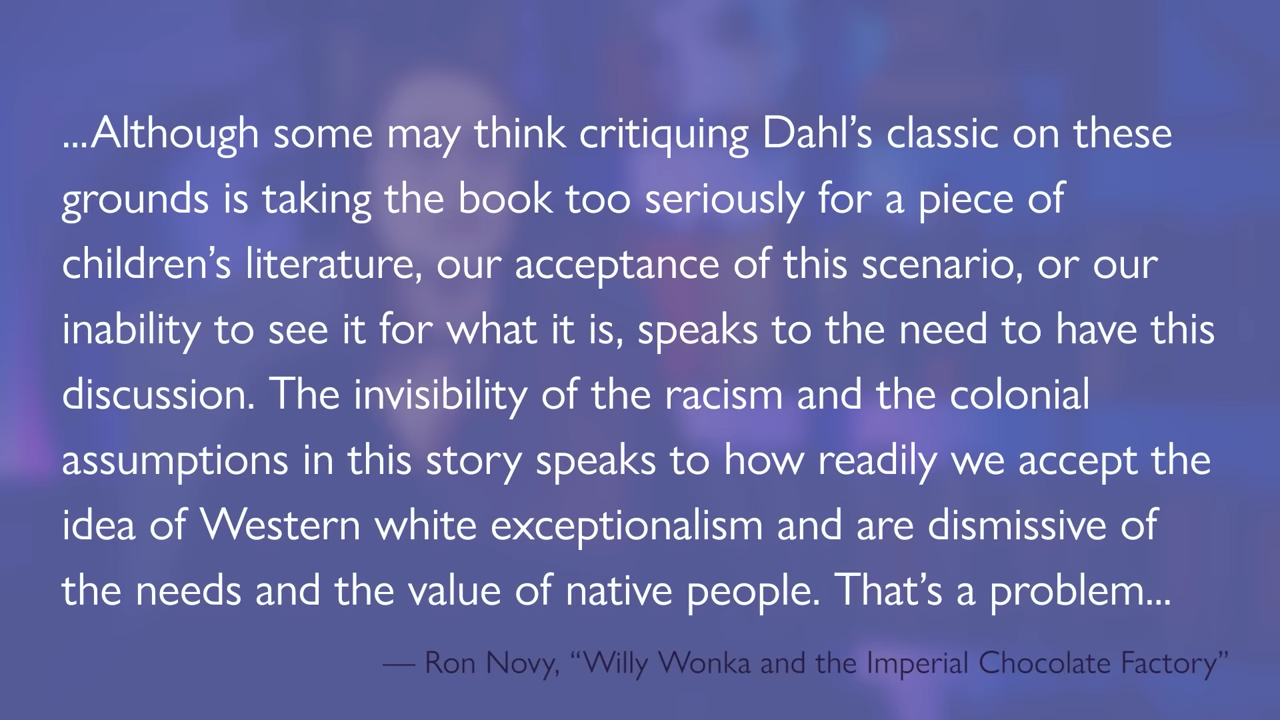 ...Although some may think critiquing Dahl’s classic on these
grounds is taking the book too seriously for a piece of
children’s literature, our acceptance of this scenario, or our
inability to see it for what it is, speaks to the need to have this
discussion. The invisibility of the racism and the colonial
assumptions in this story speaks to how readily we accept the
idea of Western white exceptionalism and are dismissive of
the needs and the value of native people. That’s a problem...
— Ron Novy, “Willy Wonka and the Imperial Chocolate Factory”